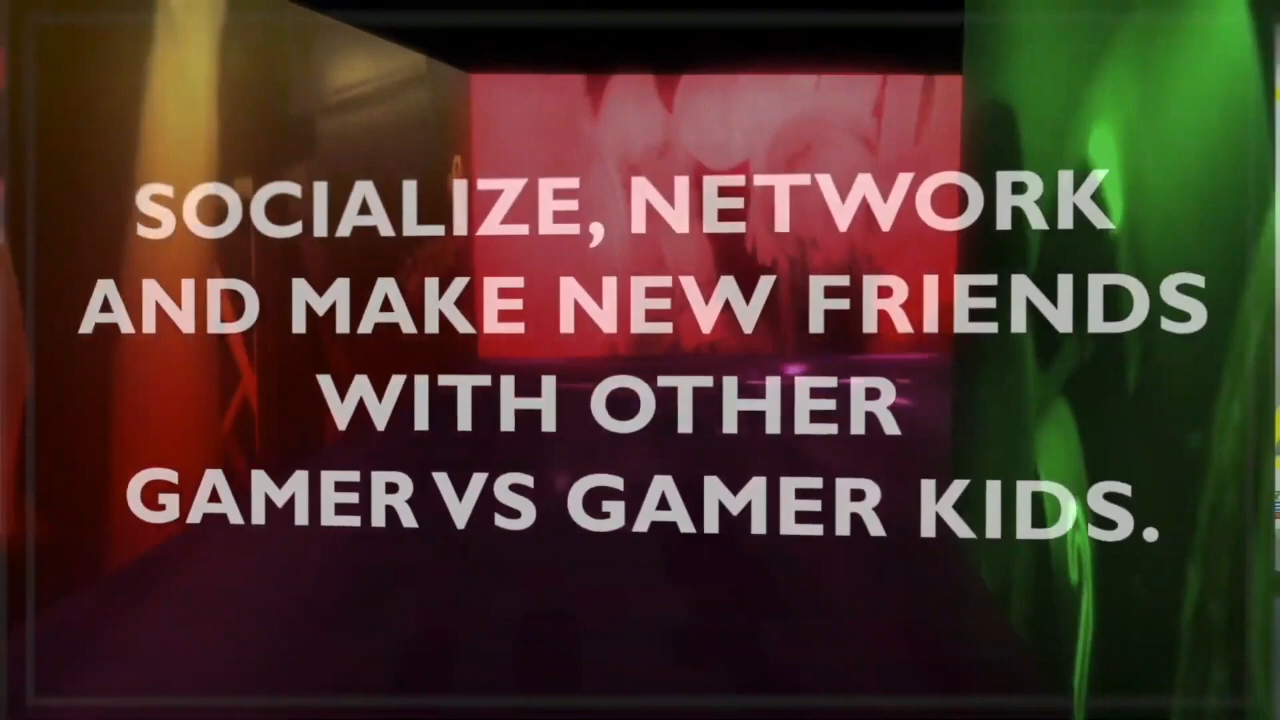 SOCIALIZE, NETWORK
AND MAKE NEW FRIENDS
WITH OTHER
GAMER VS GAMER KIDS.